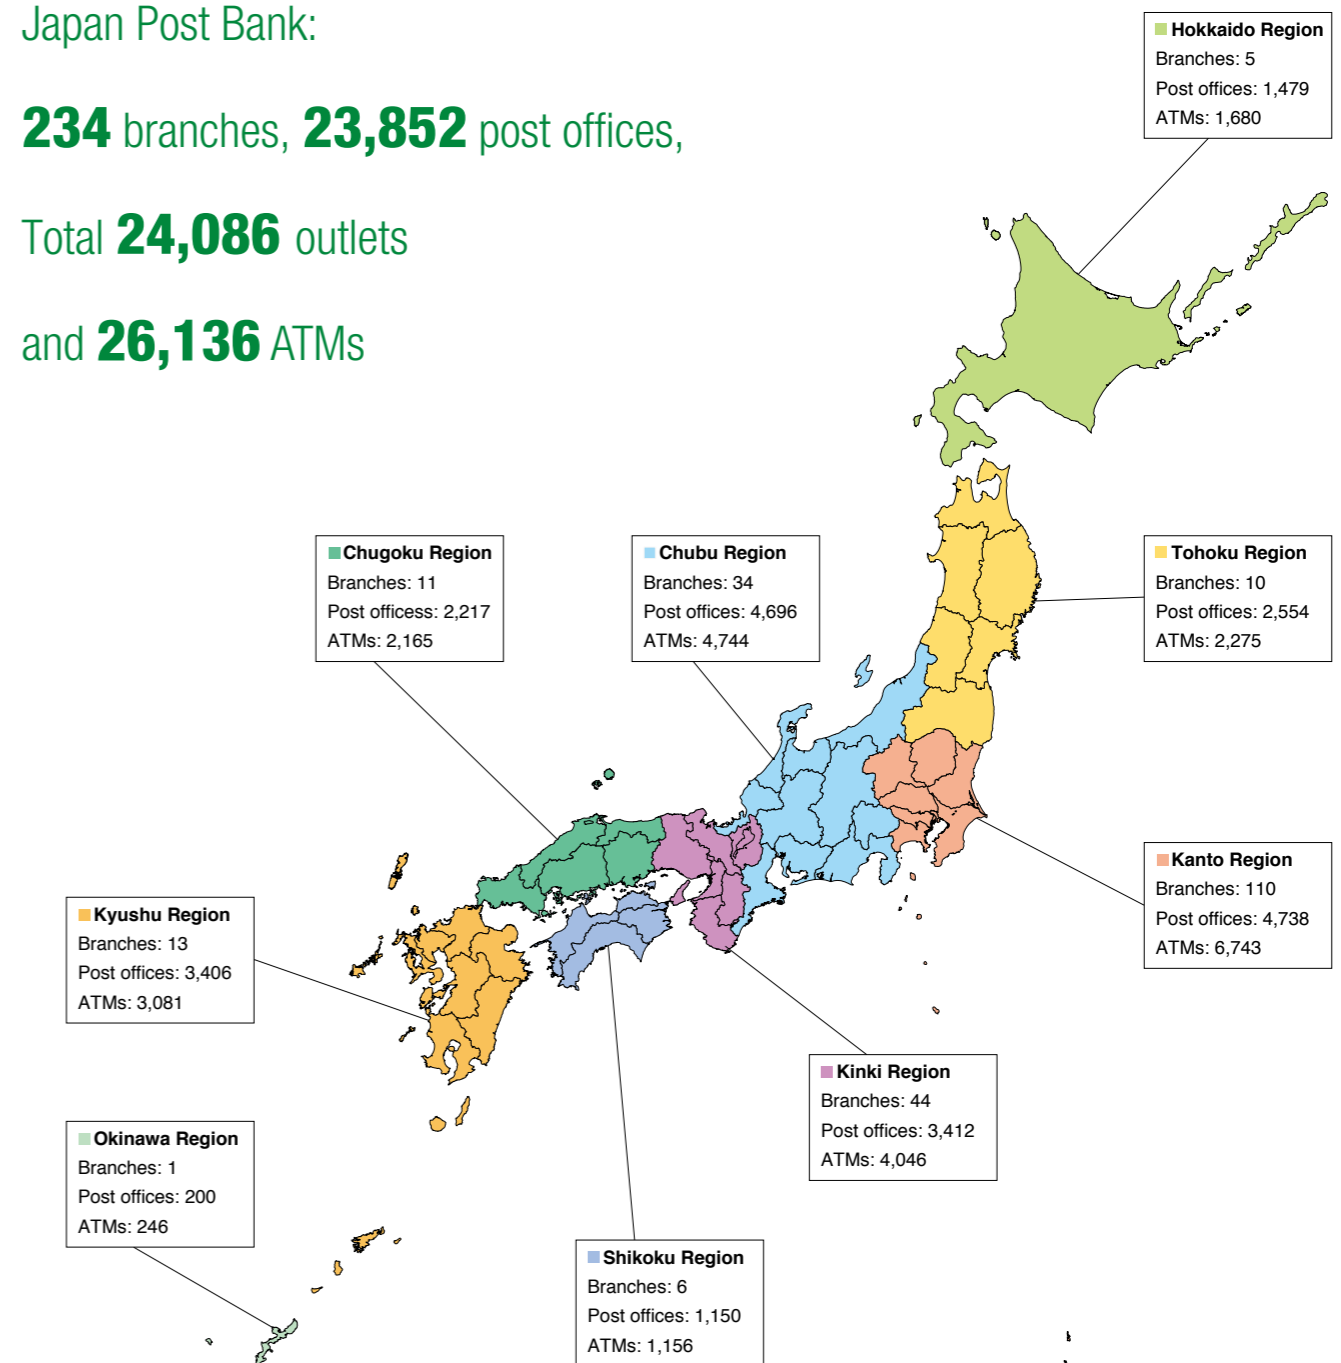 Japan Post Bank:
234 branches, 23,852 post offices,
Total 24,086 outlets
and 26,136 ATMs
Hokkaido Region
Branches: 5
Post offices: 1,479
ATMs: 1,680
Chugoku Region
Branches: 11
Post officess: 2,217
ATMs: 2,165
Chubu Region
Branches: 34
Post offices: 4,696
ATMs: 4,744
Tohoku Region
Branches: 10
Post offices: 2,554
ATMs: 2,275
Kanto Region
Branches: 110
Post offices: 4,738
ATMs: 6,743
Kyushu Region
Branches: 13
Post offices: 3,406
ATMs: 3,081
Kinki Region
Branches: 44
Post offices: 3,412
ATMs: 4,046
Okinawa Region
Branches: 1
Post offices: 200
ATMs: 246
Shikoku Region
Branches: 6
Post offices: 1,150
ATMs: 1,156